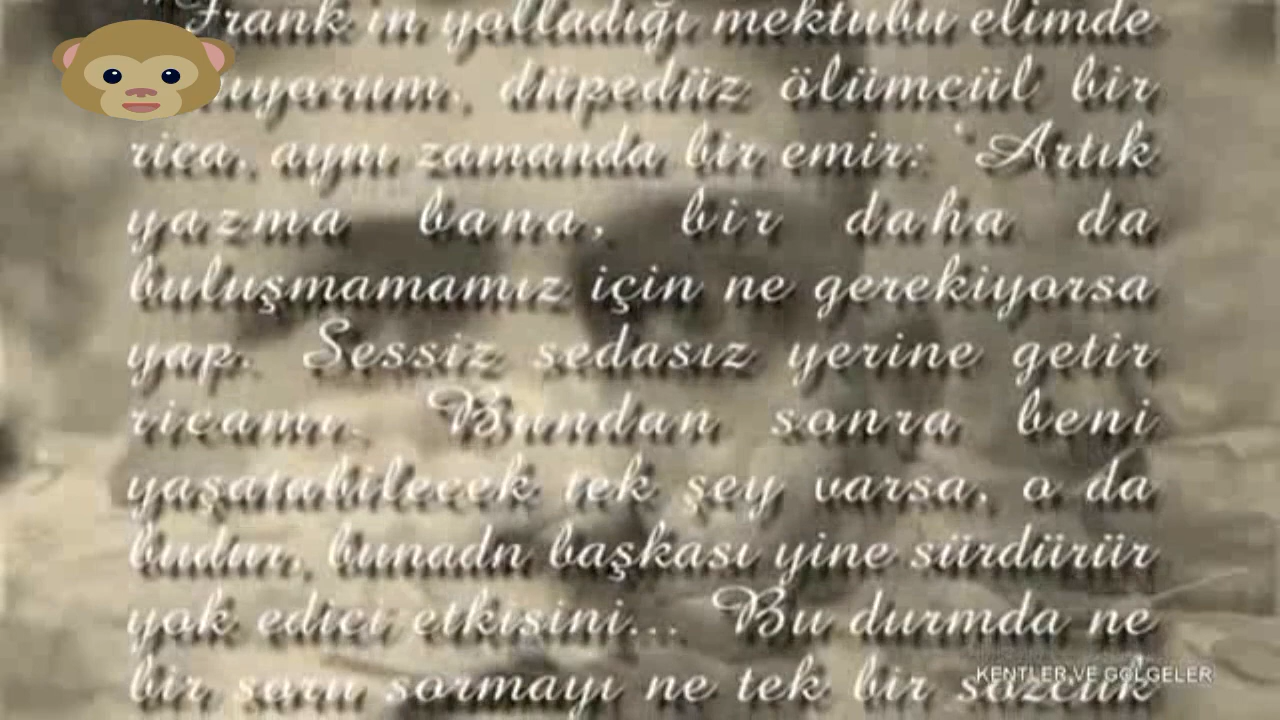 "Frank'ın yolladığı mektubu elimde
rica, aynı zamanda bir emir: 'Artık
yazma bana, bir daha da
buluşmamamız için ne gerekiyorsa
yap. Sessiz sedasız yerine getir
ricamı. Bundan sonra beni
yaşatabilecek tek şey varsa, o da
budur, bunadn başkası yine sürdürür
yok edici etkisini... Bu durmda ne
bir soru sormayı ne tek bir sözcük
düpedüz ölümcül bir
KENTLER VE GÖLGELER